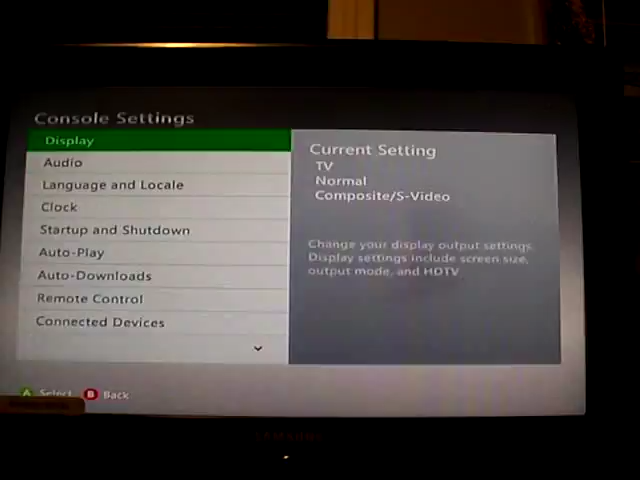 Console Settings
Display
Audio
Language and Locale
Clock
Startup and Shutdown
Auto-Play
Auto-Downloads
Remote Control
Connected Devices
Current Setting
TV
Normal
Composite/S-Video
Change your display output settings.
Display settings include screen size,
output mode, and HDTV
A Select B Back
SAMSUNG